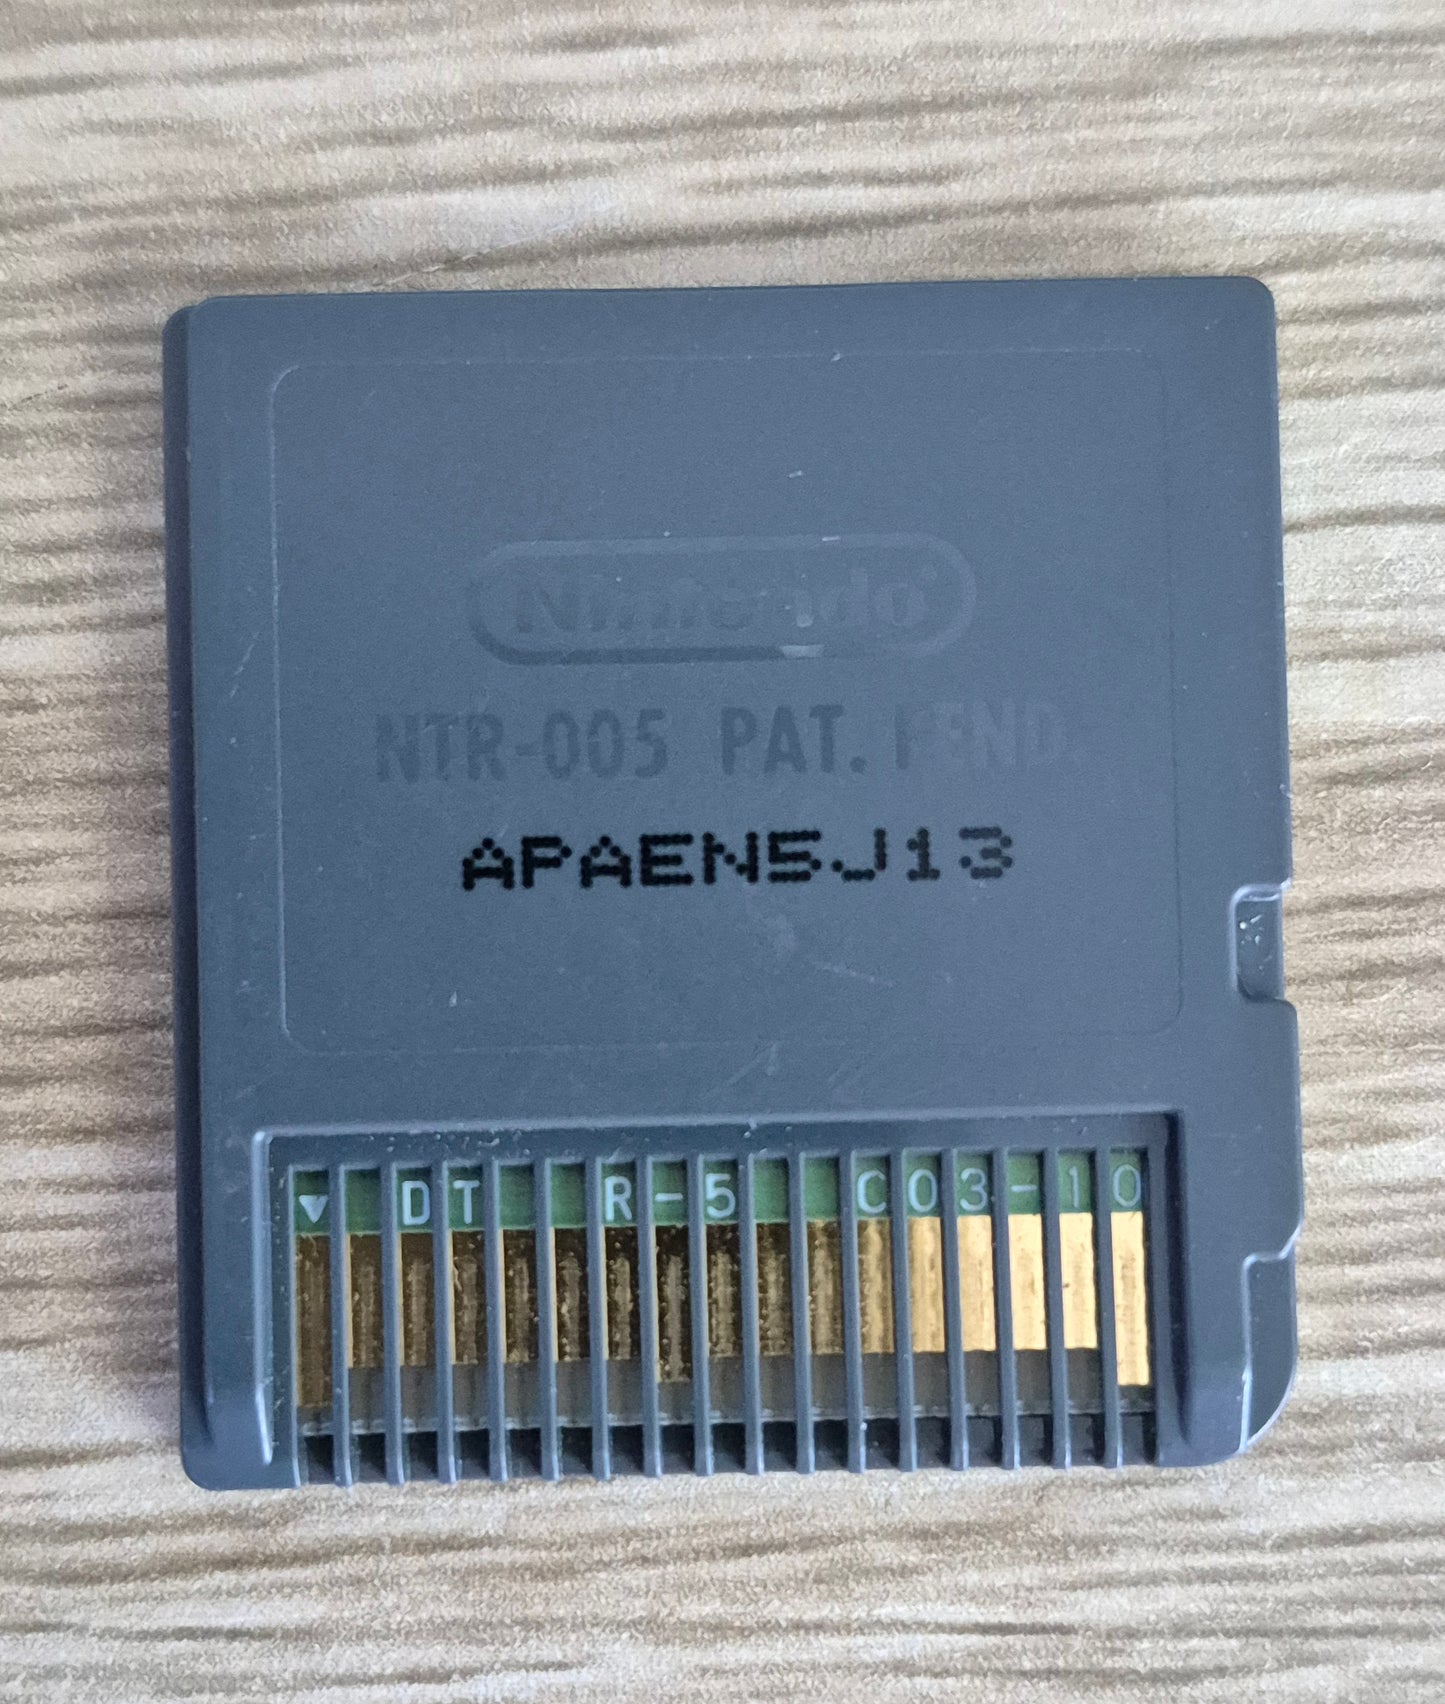 Nintendo®
NTR-005 PAT. PEND.
APAEN5J13
▼ DT R-5 C03-10